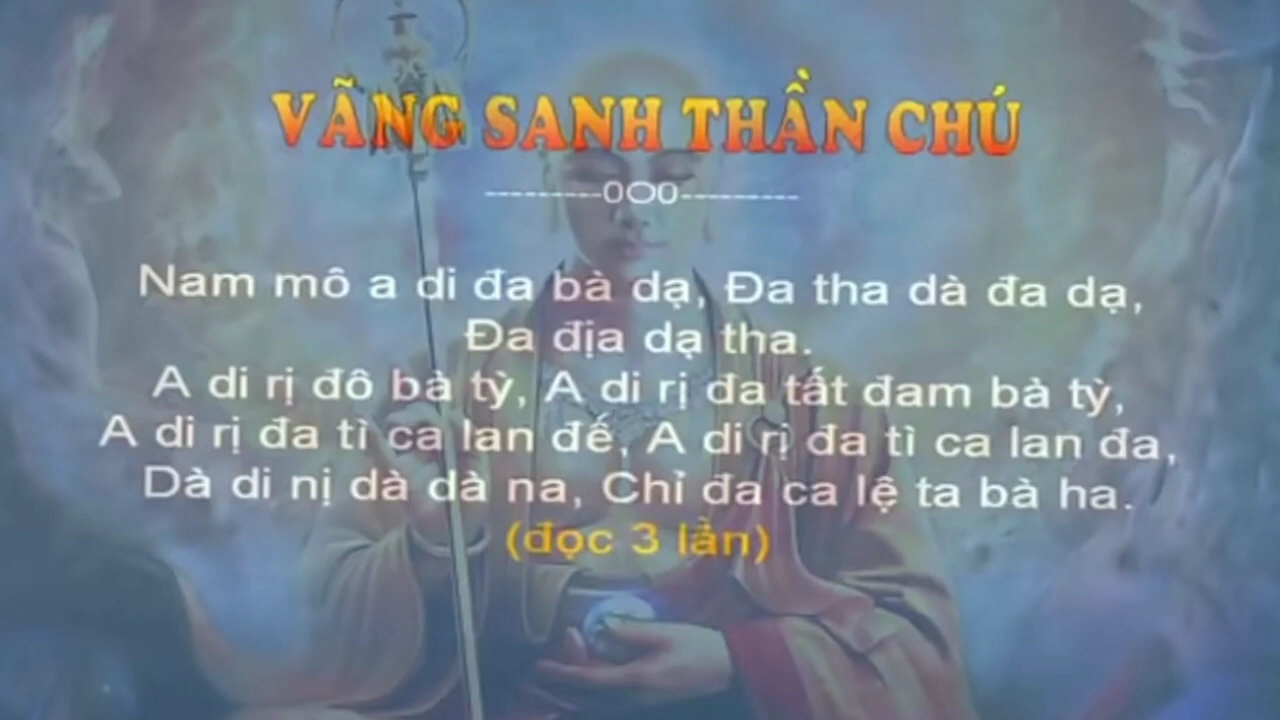 VÃNG SANH THẦN CHÚ
---------0O0---------
Nam mô a di đa bà dạ, Đa tha dà đa dạ,
Đa địa dạ tha.
A di rị đô bà tỳ, A di rị đa tất đam bà tỳ,
A di rị đa tì ca lan đế, A di rị đa tì ca lan đa,
Dà di nị dà dà na, Chỉ đa ca lệ ta bà ha.
(đọc 3 lần)